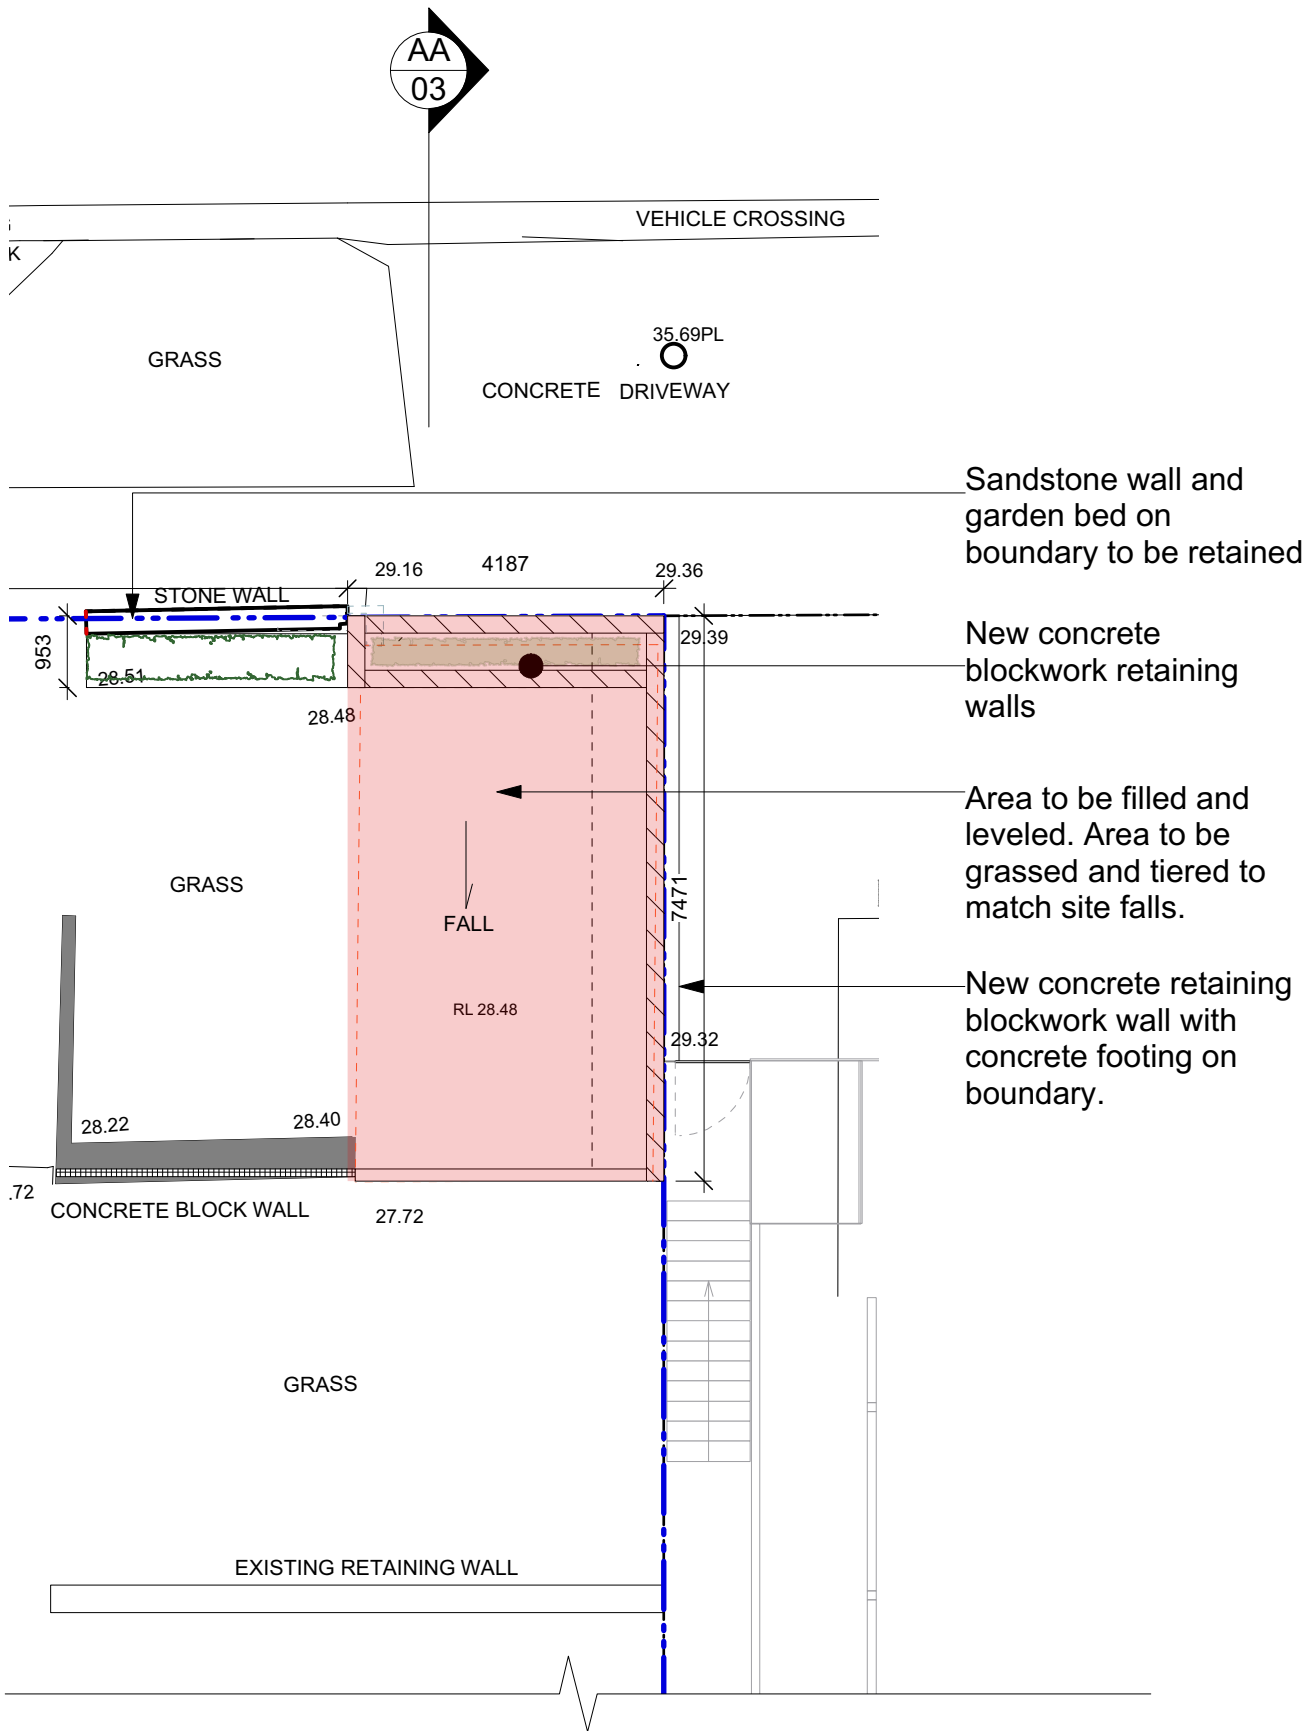 AA
03
VEHICLE CROSSING
K
GRASS
35.69PL
CONCRETE DRIVEWAY
Sandstone wall and
garden bed on
boundary to be retained
29.16
4187
29.36
STONE WALL
29.39
953
28.51
28.48
New concrete
blockwork retaining
walls
Area to be filled and
leveled. Area to be
grassed and tiered to
match site falls.
GRASS
FALL
7471
RL 28.48
New concrete retaining
blockwork wall with
concrete footing on
boundary.
29.32
28.22
28.40
.72
CONCRETE BLOCK WALL
27.72
GRASS
EXISTING RETAINING WALL